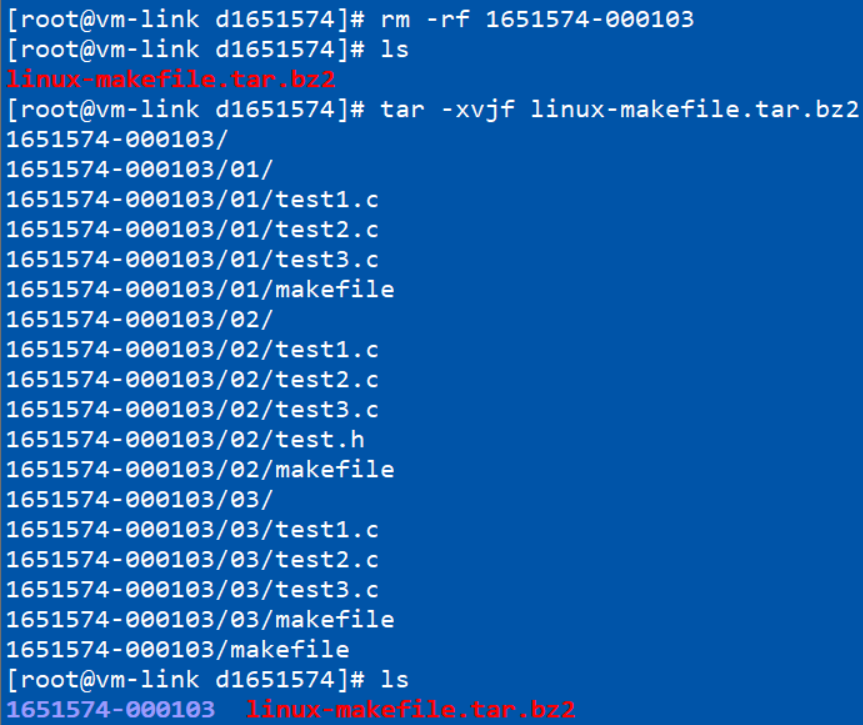 [root@vm-link d1651574]# rm -rf 1651574-000103
[root@vm-link d1651574]# ls
linux-makefile.tar.bz2
[root@vm-link d1651574]# tar -xvjf linux-makefile.tar.bz2
1651574-000103/
1651574-000103/01/
1651574-000103/01/test1.c
1651574-000103/01/test2.c
1651574-000103/01/test3.c
1651574-000103/01/makefile
1651574-000103/02/
1651574-000103/02/test1.c
1651574-000103/02/test2.c
1651574-000103/02/test3.c
1651574-000103/02/test.h
1651574-000103/02/makefile
1651574-000103/03/
1651574-000103/03/test1.c
1651574-000103/03/test2.c
1651574-000103/03/test3.c
1651574-000103/03/makefile
1651574-000103/makefile
[root@vm-link d1651574]# ls
1651574-000103  linux-makefile.tar.bz2